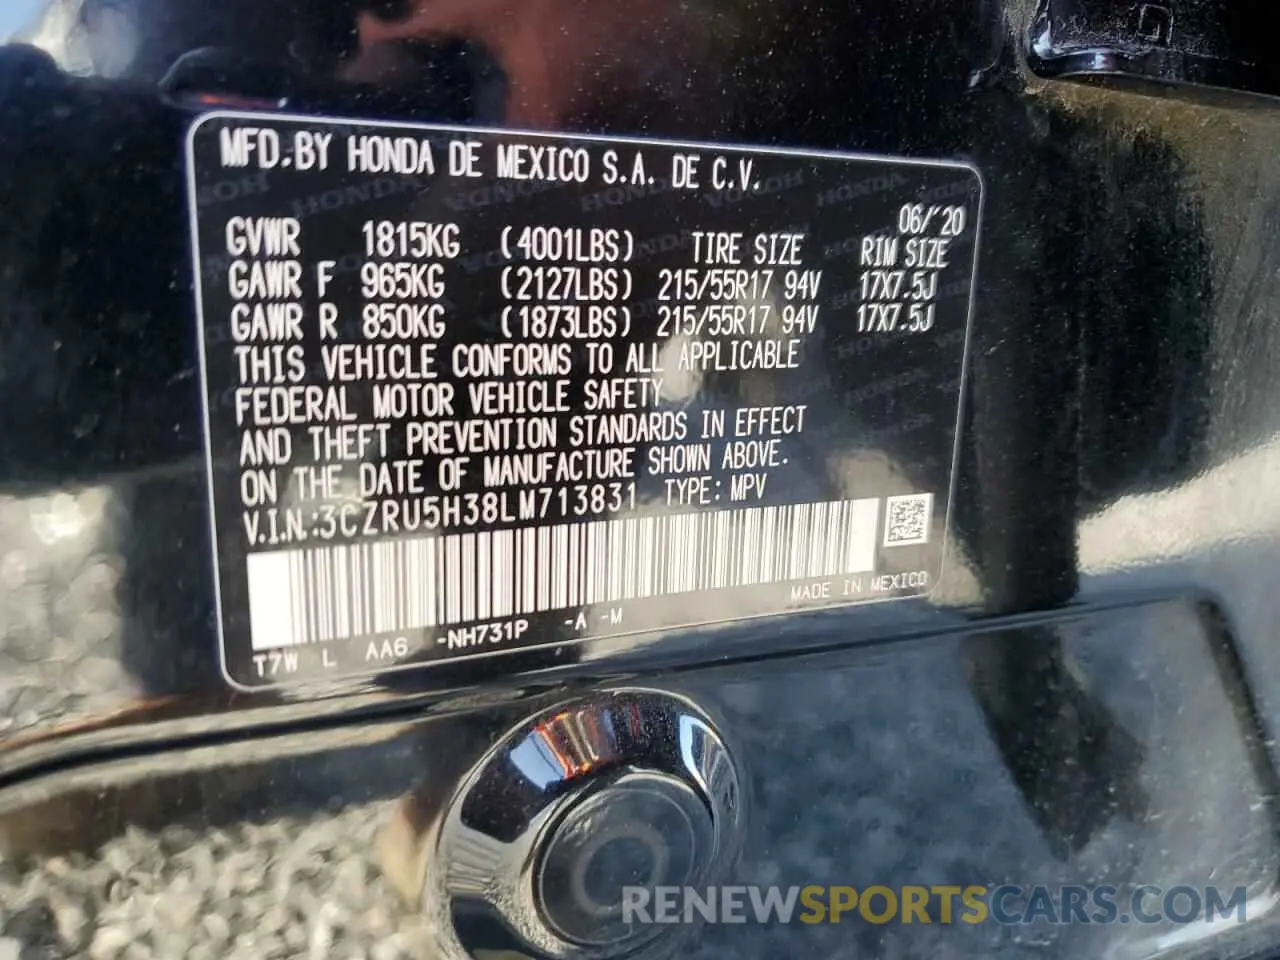 MFD.BY HONDA DE MEXICO S.A. DE C.V.
06/'20
GVWR 1815KG (4001LBS) TIRE SIZE RIM SIZE
GAWR F 965KG (2127LBS) 215/55R17 94V 17X7.5J
GAWR R 850KG (1873LBS) 215/55R17 94V 17X7.5J
THIS VEHICLE CONFORMS TO ALL APPLICABLE
FEDERAL MOTOR VEHICLE SAFETY
AND THEFT PREVENTION STANDARDS IN EFFECT
ON THE DATE OF MANUFACTURE SHOWN ABOVE.
V.I.N.:3CZRU5H38LM713831 TYPE: MPV
MADE IN MEXICO
T7W L AA6 -NH731P -A -M
RENEWSPORTSCARS.COM